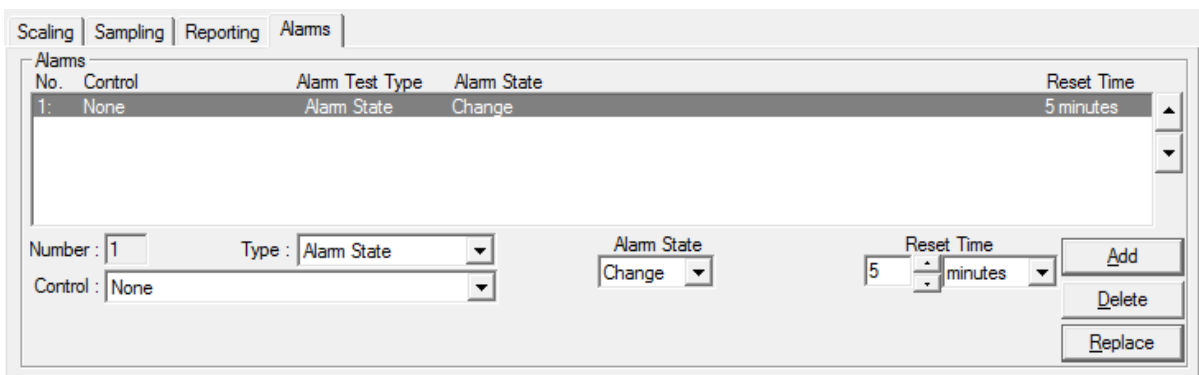 Scaling Sampling Reporting Alarms
Alarms
No. Control Alarm Test Type Alarm State Reset Time
1: None Alarm State Change 5 minutes
Number : 1 Type : Alarm State Alarm State Reset Time Add
Control : None Change 5 minutes
Delete
Replace